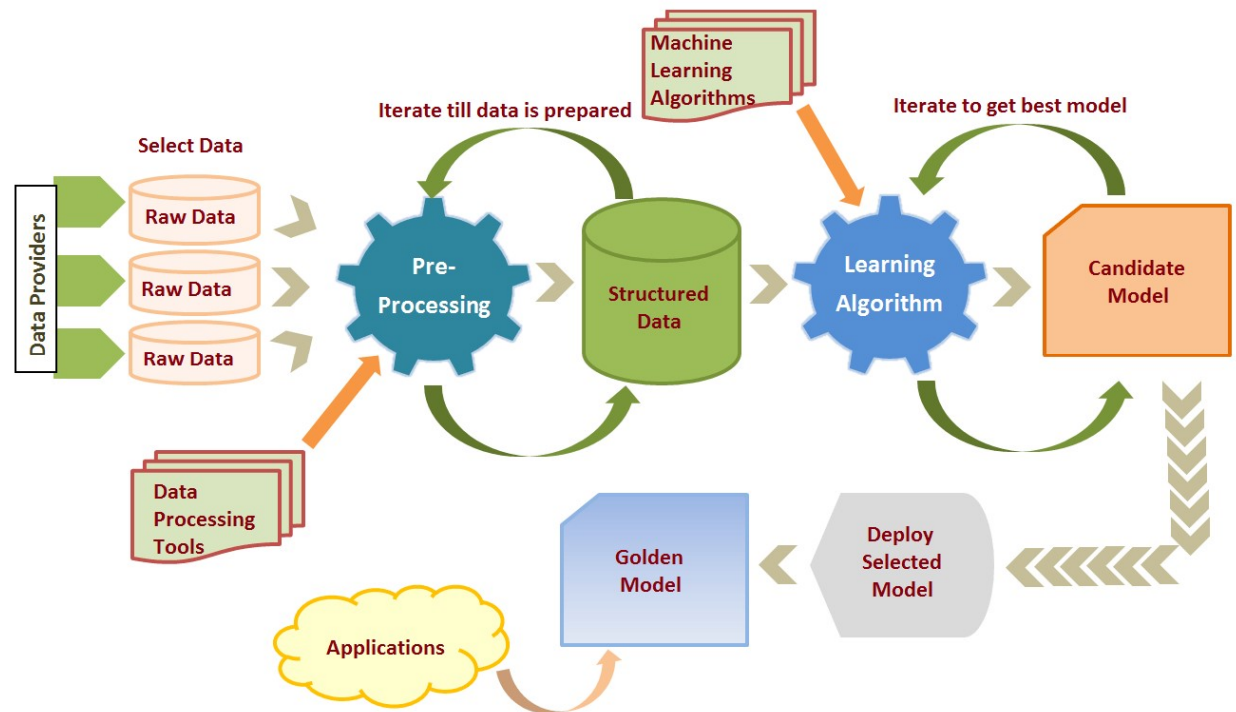 Machine
Learning
Algorithms
Iterate till data is prepared
Iterate to get best model
Select Data
Data Providers
Raw Data
Raw Data
Raw Data
Pre-
Processing
Structured
Data
Learning
Algorithm
Candidate
Model
Data
Processing
Tools
Golden
Model
Deploy
Selected
Model
Applications